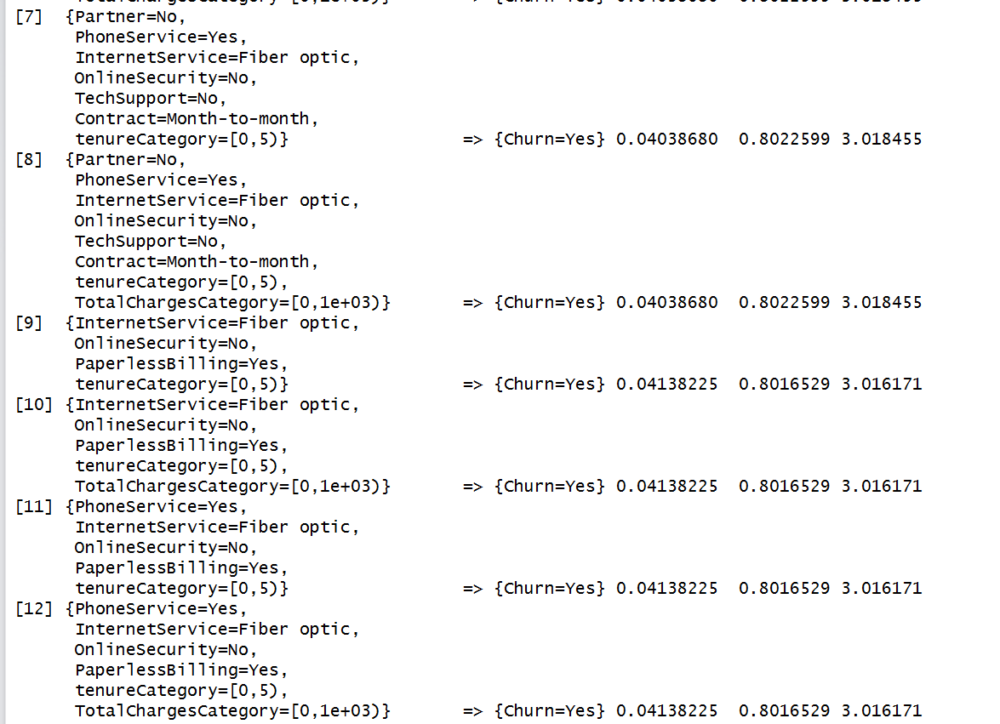 [7] {Partner=No,
PhoneService=Yes,
InternetService=Fiber optic,
OnlineSecurity=No,
TechSupport=No,
Contract=Month-to-month,
tenureCategory=[0,5)} => {Churn=Yes} 0.04038680 0.8022599 3.018455
[8] {Partner=No,
PhoneService=Yes,
InternetService=Fiber optic,
OnlineSecurity=No,
TechSupport=No,
Contract=Month-to-month,
tenureCategory=[0,5),
TotalChargesCategory=[0,1e+03)} => {Churn=Yes} 0.04038680 0.8022599 3.018455
[9] {InternetService=Fiber optic,
OnlineSecurity=No,
PaperlessBilling=Yes,
tenureCategory=[0,5)} => {Churn=Yes} 0.04138225 0.8016529 3.016171
[10] {InternetService=Fiber optic,
OnlineSecurity=No,
PaperlessBilling=Yes,
tenureCategory=[0,5),
TotalChargesCategory=[0,1e+03)} => {Churn=Yes} 0.04138225 0.8016529 3.016171
[11] {PhoneService=Yes,
InternetService=Fiber optic,
OnlineSecurity=No,
PaperlessBilling=Yes,
tenureCategory=[0,5)} => {Churn=Yes} 0.04138225 0.8016529 3.016171
[12] {PhoneService=Yes,
InternetService=Fiber optic,
OnlineSecurity=No,
PaperlessBilling=Yes,
tenureCategory=[0,5),
TotalChargesCategory=[0,1e+03)} => {Churn=Yes} 0.04138225 0.8016529 3.016171